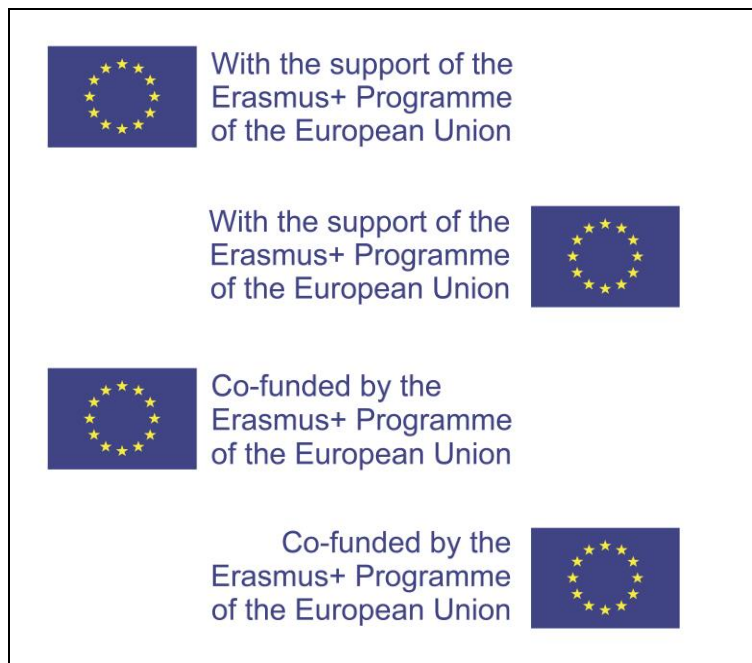 With the support of the
Erasmus+ Programme
of the European Union
With the support of the
Erasmus+ Programme
of the European Union
Co-funded by the
Erasmus+ Programme
of the European Union
Co-funded by the
Erasmus+ Programme
of the European Union